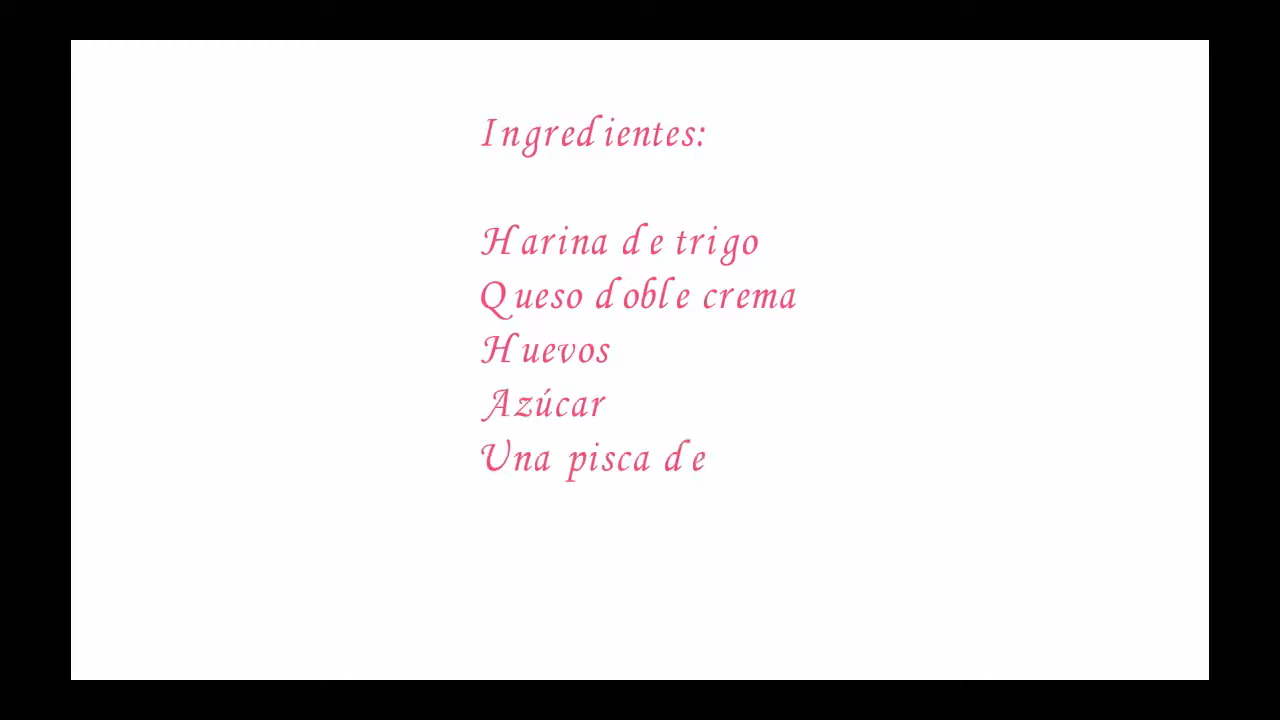 Ingredientes:
Harina de trigo
Queso doble crema
Huevos
Azúcar
Una pisca de